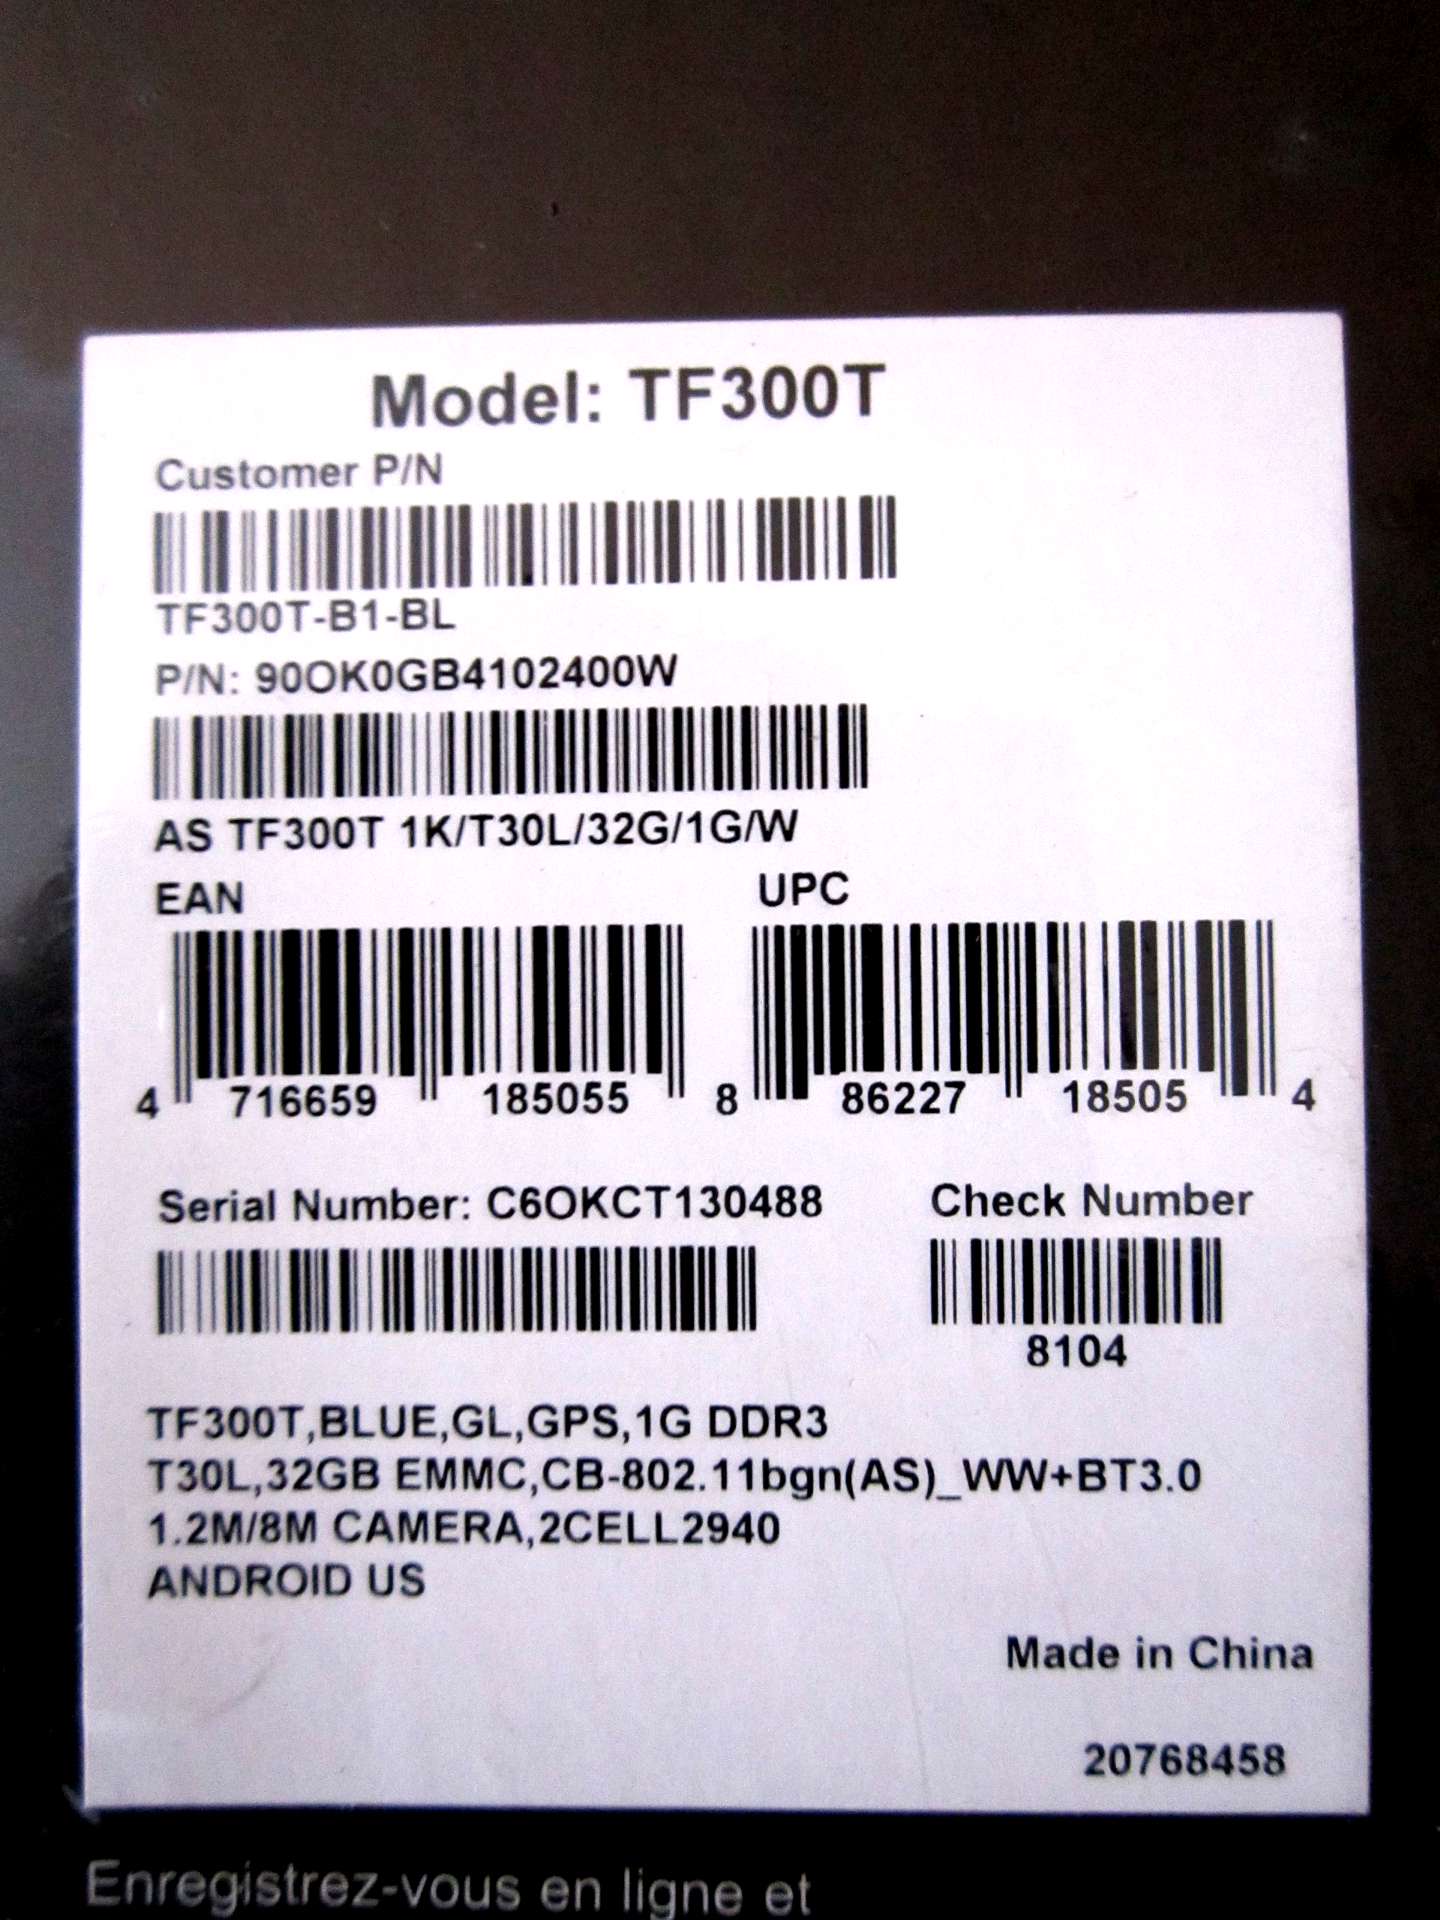 Model: TF300T
Customer P/N
TF300T-B1-BL
P/N: 90OK0GB4102400W
AS TF300T 1K/T30L/32G/1G/W
EAN UPC
4 716659 185055 8 86227 18505 4
Serial Number: C6OKCT130488 Check Number
8104
TF300T,BLUE,GL,GPS,1G DDR3
T30L,32GB EMMC,CB-802.11bgn(AS)_WW+BT3.0
1.2M/8M CAMERA,2CELL2940
ANDROID US
Made in China
20768458
Enregistrez-vous en ligne et